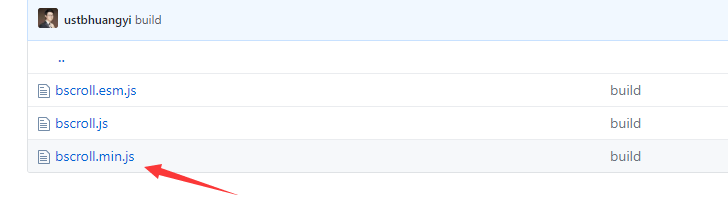 ustbhuangyi build
..
bscroll.esm.js build
bscroll.js build
bscroll.min.js build